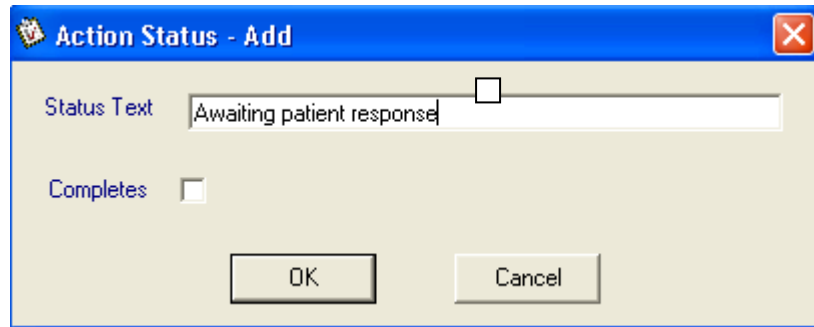 Action Status - Add
Status Text
Awaiting patient response
Completes
OK
Cancel